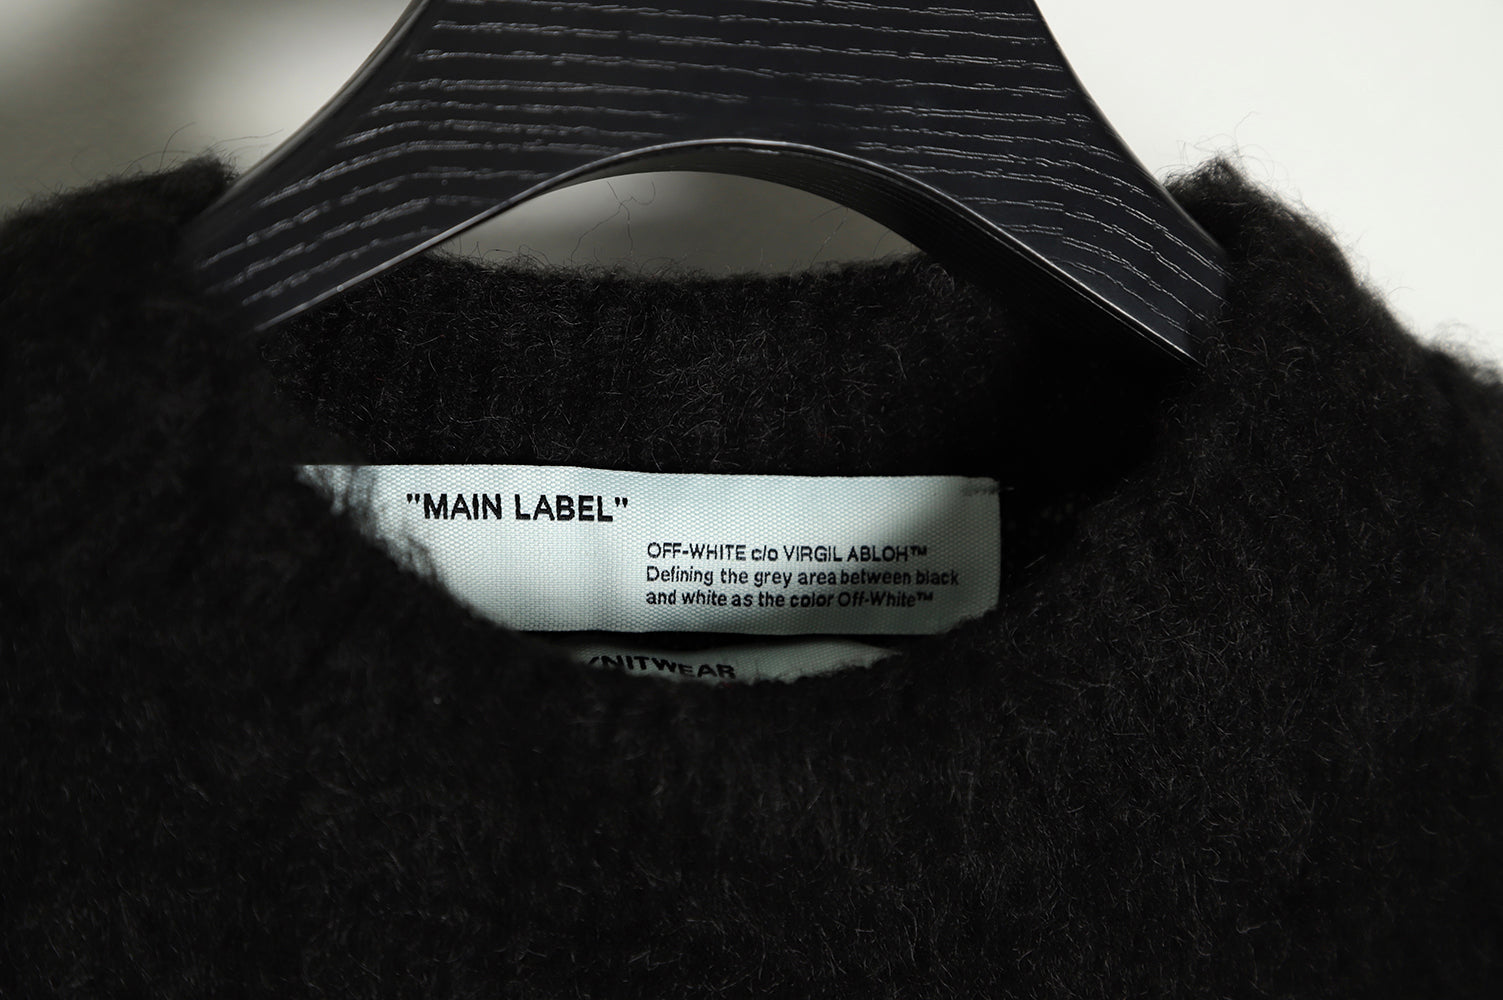 "MAIN LABEL"
OFF-WHITE c/o VIRGIL ABLOH™
Defining the grey area between black
and white as the color Off-White™
KNITWEAR